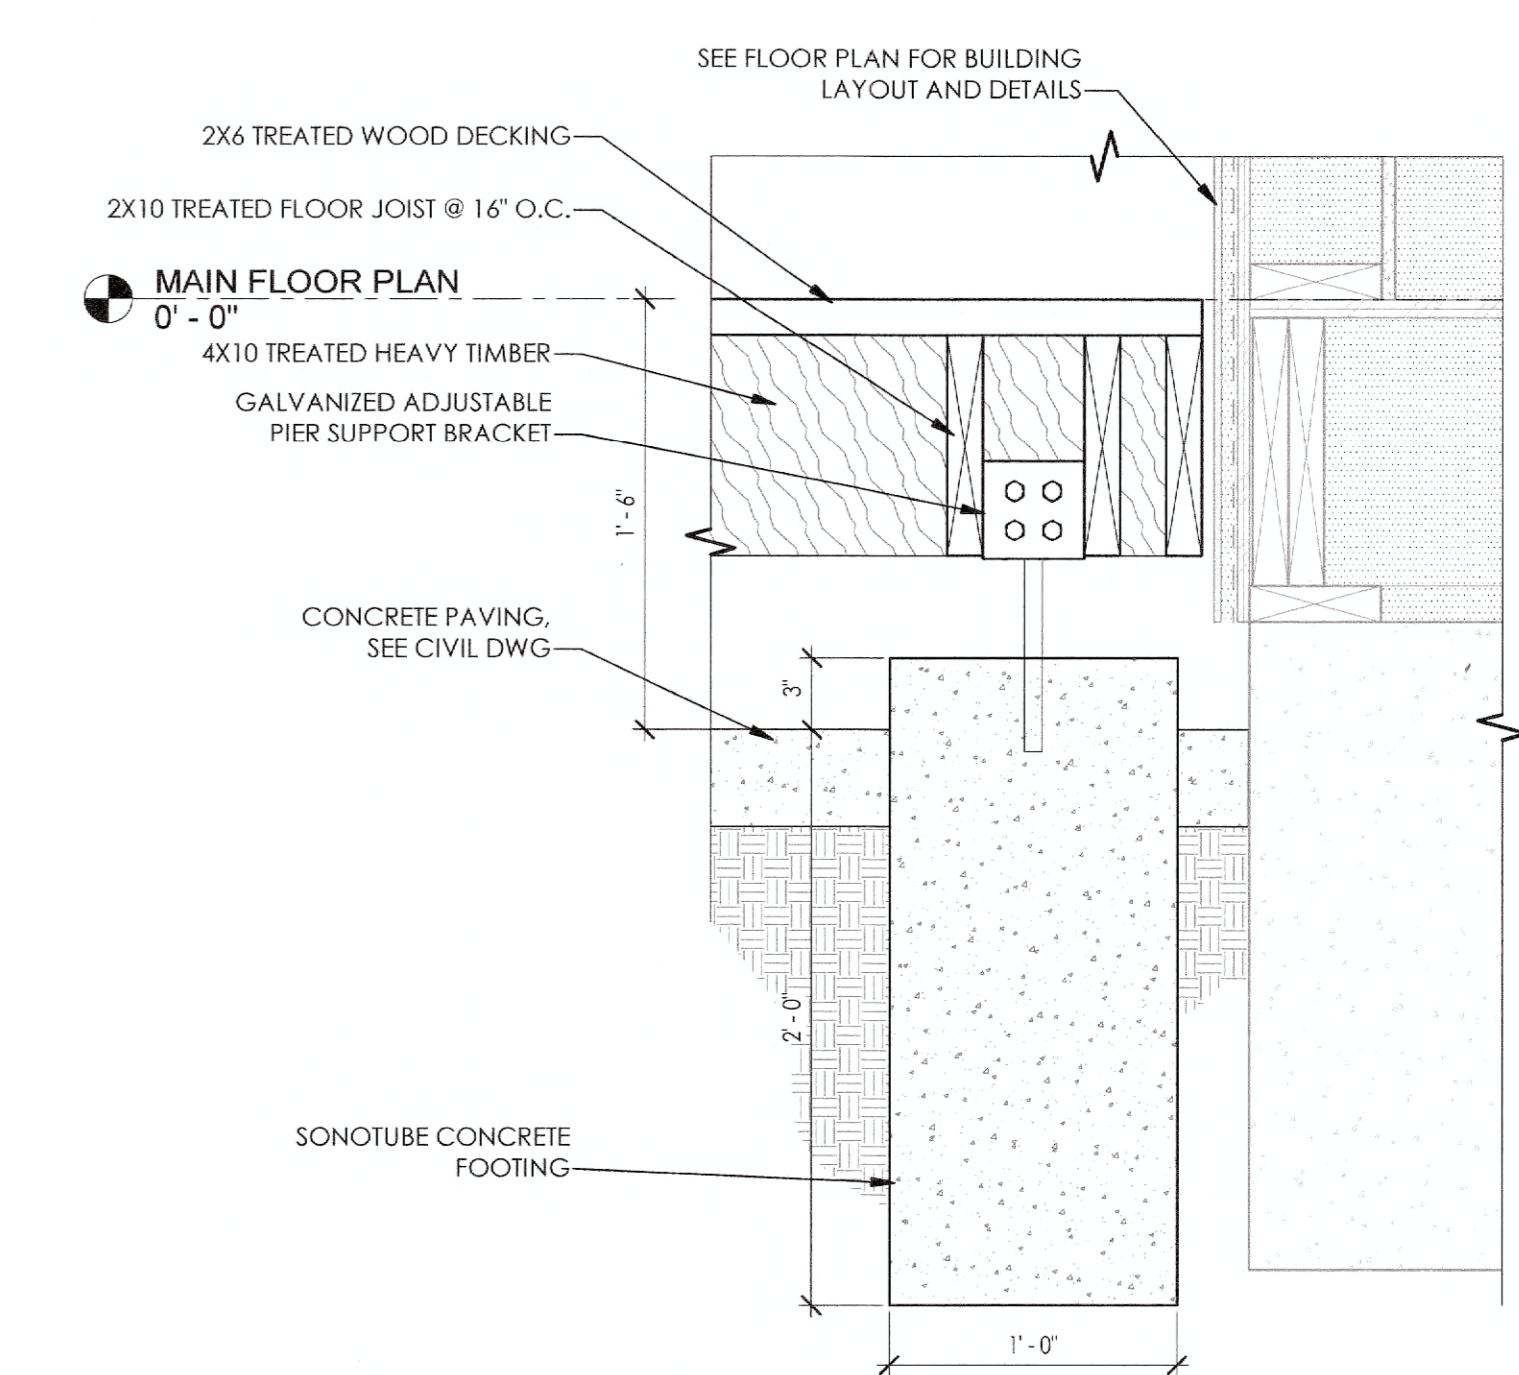 SEE FLOOR PLAN FOR BUILDING
LAYOUT AND DETAILS
2X6 TREATED WOOD DECKING
2X10 TREATED FLOOR JOIST @ 16" O.C.
MAIN FLOOR PLAN
0' - 0"
4X10 TREATED HEAVY TIMBER
GALVANIZED ADJUSTABLE
PIER SUPPORT BRACKET
1' - 6"
CONCRETE PAVING,
SEE CIVIL DWG
3"
2' - 0"
SONOTUBE CONCRETE
FOOTING
1' - 0"